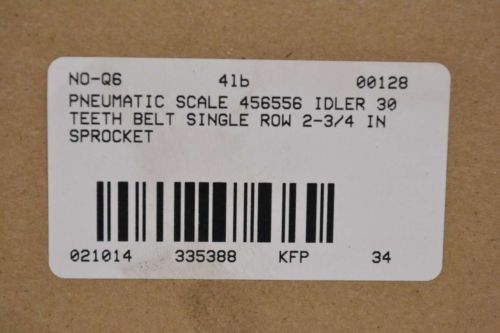 NO-Q6 4lb 00128
PNEUMATIC SCALE 456556 IDLER 30
TEETH BELT SINGLE ROW 2-3/4 IN
SPROCKET
021014 335388 KFP 34